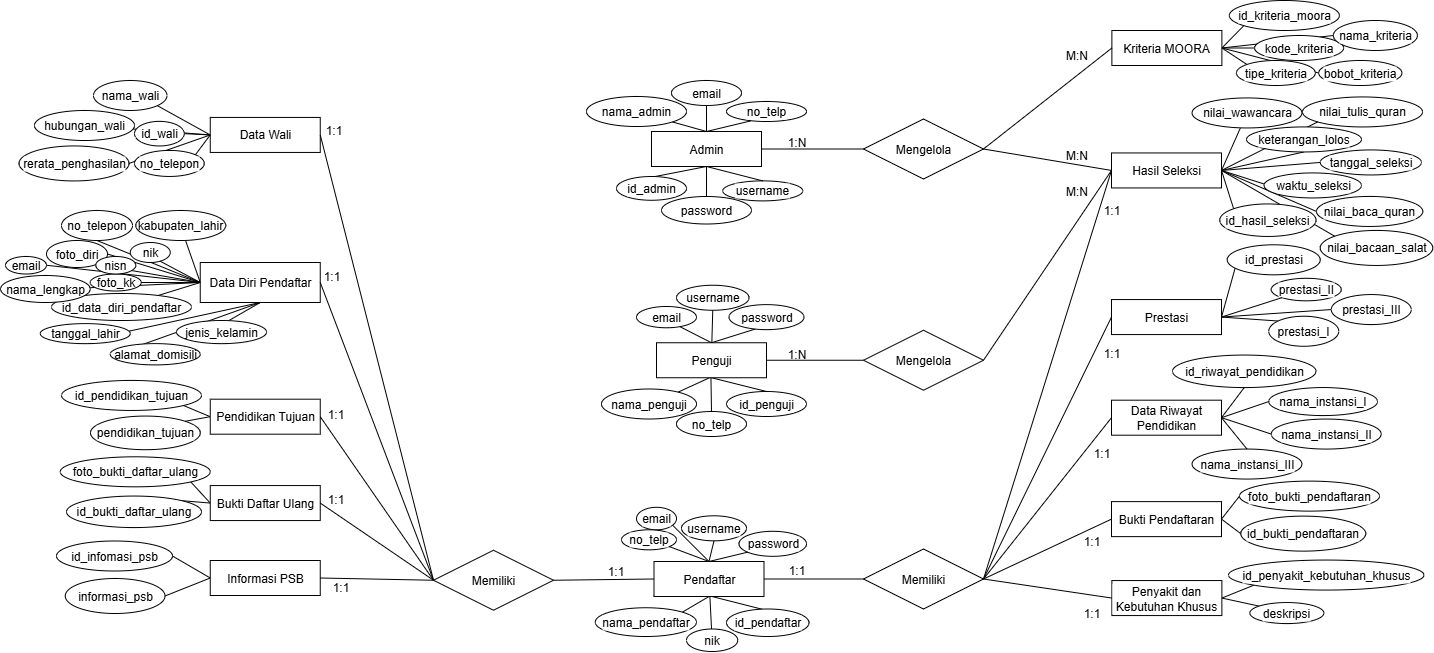 id_kriteria_moora
nama_kriteria
Kriteria MOORA
kode_kriteria
M:N
tipe_kriteria
bobot_kriteria
nama_wali
hubungan_wali
id_wali
Data Wali
1:1
rerata_penghasilan
no_telepon
email
nama_admin
no_telp
Admin
1:N
Mengelola
id_admin
username
password
nilai_wawancara
nilai_tulis_quran
keterangan_lolos
M:N
tanggal_seleksi
Hasil Seleksi
waktu_seleksi
M:N
1:1
id_hasil_seleksi
nilai_baca_quran
nilai_bacaan_salat
no_telepon
kabupaten_lahir
foto_diri
nik
email
nisn
nama_lengkap
foto_kk
Data Diri Pendaftar
1:1
id_data_diri_pendaftar
tanggal_lahir
jenis_kelamin
alamat_domisili
username
email
password
Penguji
1:N
Mengelola
nama_penguji
id_penguji
no_telp
id_prestasi
prestasi_II
Prestasi
prestasi_III
prestasi_I
1:1
id_pendidikan_tujuan
Pendidikan Tujuan
1:1
pendidikan_tujuan
id_riwayat_pendidikan
nama_instansi_I
Data Riwayat
Pendidikan
nama_instansi_II
1:1
nama_instansi_III
foto_bukti_daftar_ulang
Bukti Daftar Ulang
1:1
id_bukti_daftar_ulang
foto_bukti_pendaftaran
Bukti Pendaftaran
id_bukti_pendaftaran
1:1
id_infomasi_psb
Informasi PSB
1:1
informasi_psb
Memiliki
1:1
email
username
no_telp
password
Pendaftar
1:1
Memiliki
nama_pendaftar
id_pendaftar
nik
id_penyakit_kebutuhan_khusus
Penyakit dan
Kebutuhan Khusus
deskripsi
1:1